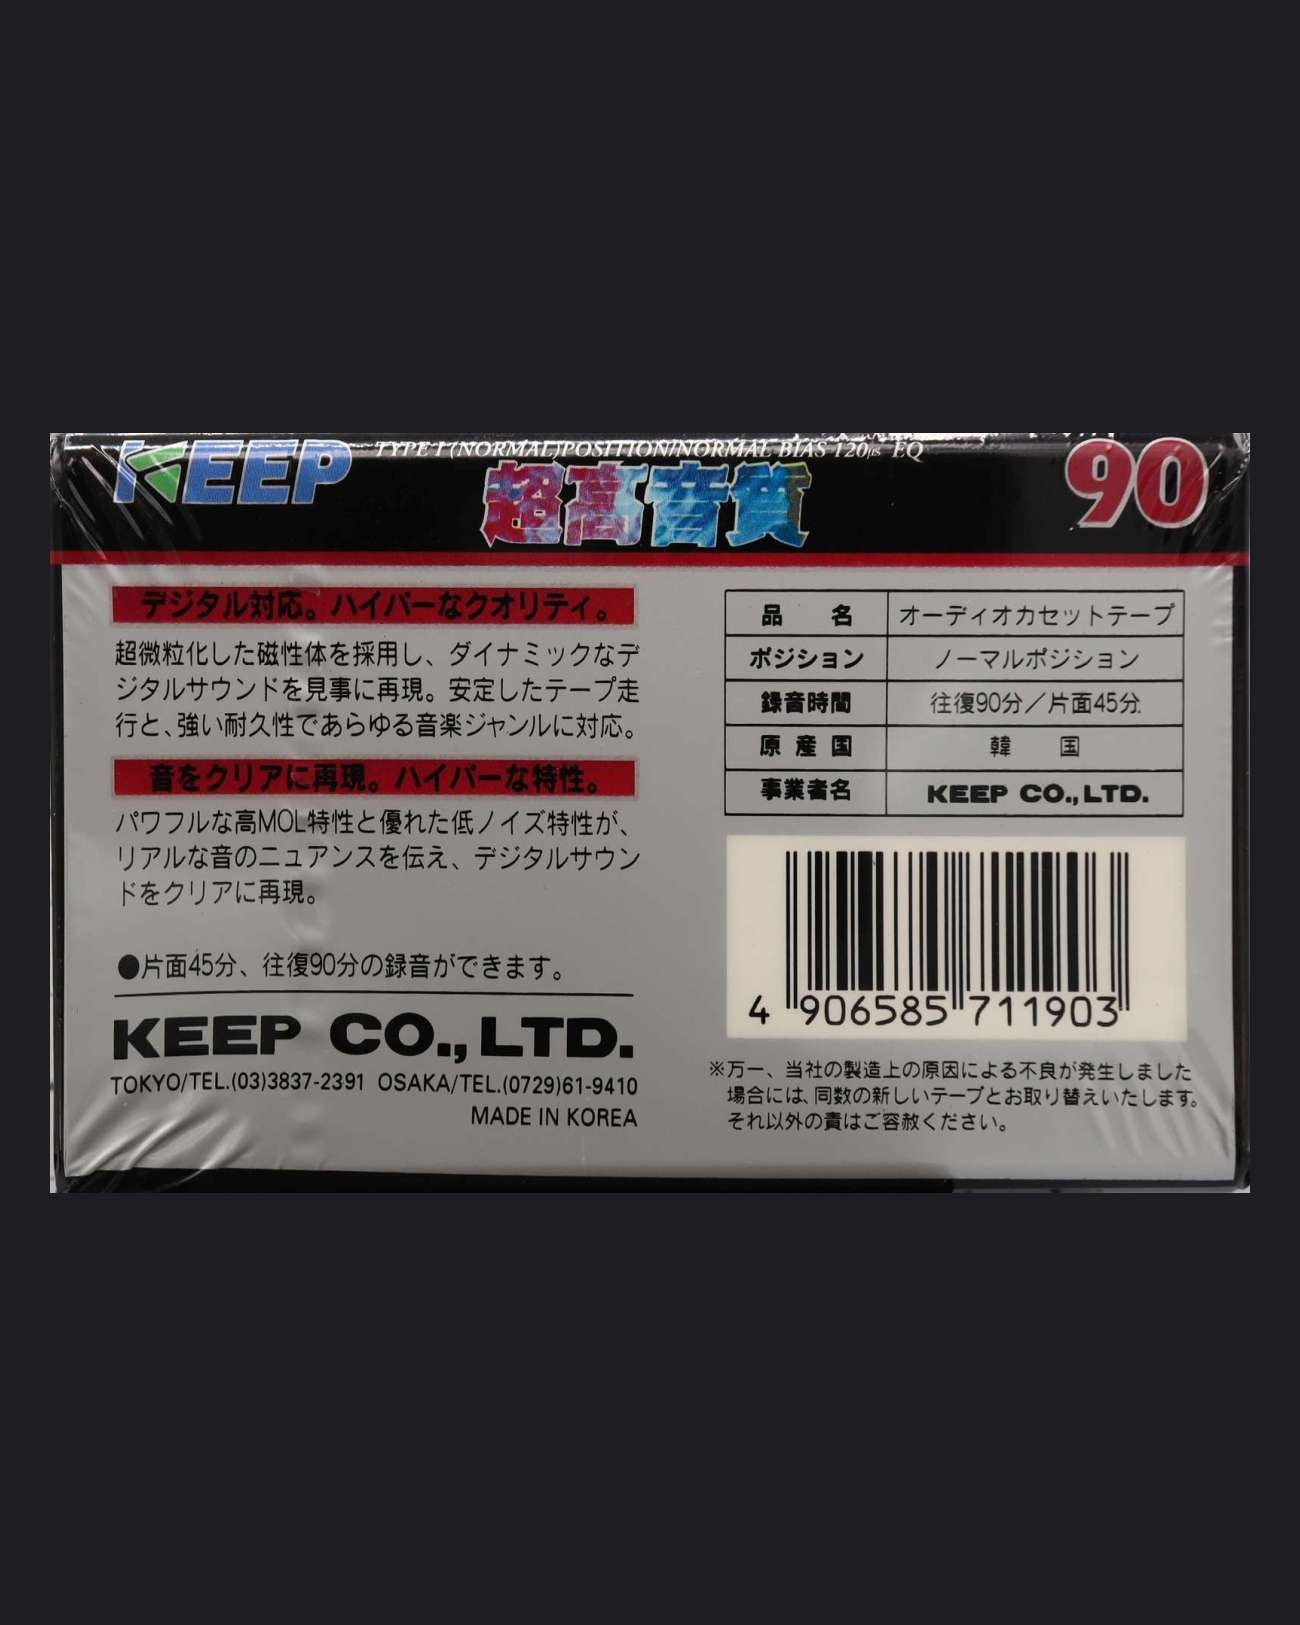 KEEP TYPE I (NORMAL)POSITION/NORMAL BIAS 120μs EQ 90
超高音質
デジタル対応。ハイパーなクオリティ。
超微粒化した磁性体を採用し、ダイナミックなデ
ジタルサウンドを見事に再現。安定したテープ走
行と、強い耐久性であらゆる音楽ジャンルに対応。
音をクリアに再現。ハイパーな特性。
パワフルな高MOL特性と優れた低ノイズ特性が、
リアルな音のニュアンスを伝え、デジタルサウン
ドをクリアに再現。
●片面45分、往復90分の録音ができます。
KEEP CO., LTD.
TOKYO/TEL.(03)3837-2391 OSAKA/TEL.(0729)61-9410
MADE IN KOREA
品 名 オーディオカセットテープ
ポジション ノーマルポジション
録音時間 往復90分／片面45分
原産国 韓 国
事業者名 KEEP CO., LTD.
4 906585 711903
※万一、当社の製造上の原因による不良が発生しました
場合には、同数の新しいテープとお取り替えいたします。
それ以外の責はご容赦ください。